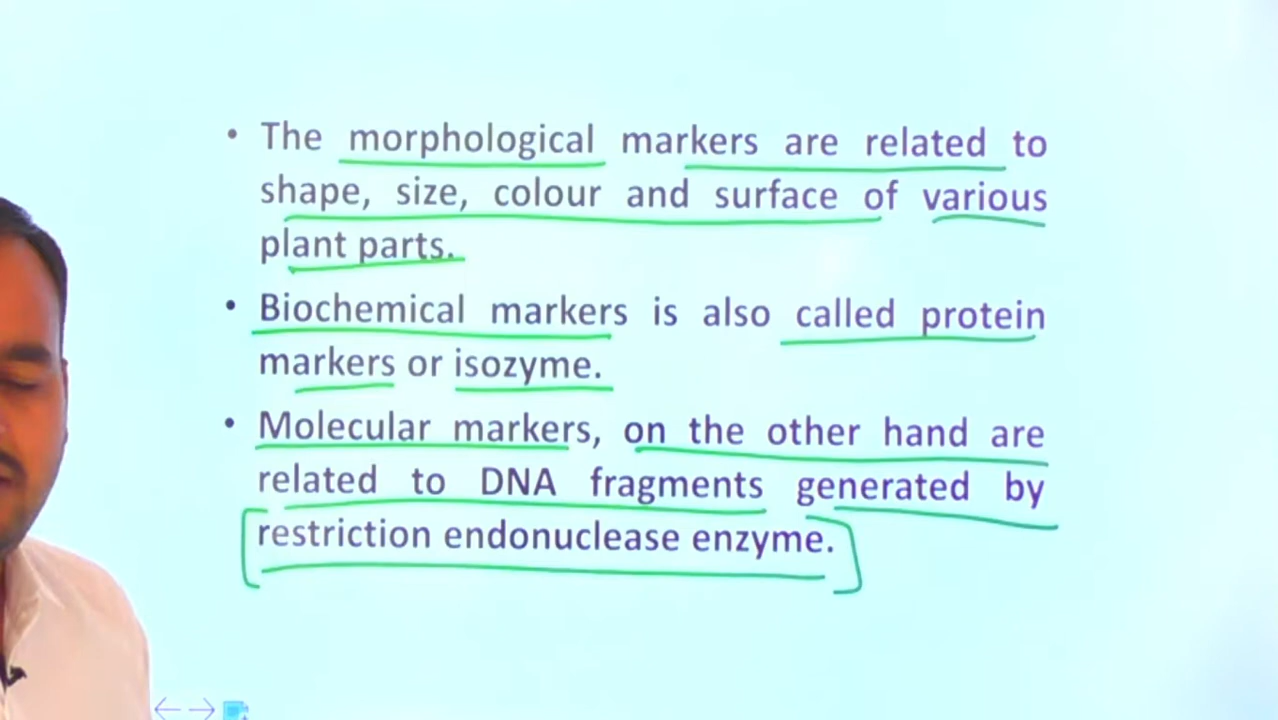 • The morphological markers are related to
shape, size, colour and surface of various
plant parts.
• Biochemical markers is also called protein
markers or isozyme.
• Molecular markers, on the other hand are
related to DNA fragments generated by
restriction endonuclease enzyme.